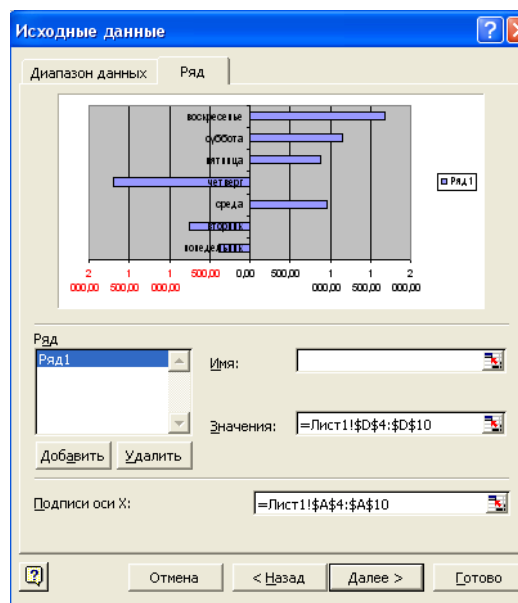 Исходные данные
Диапазон данных
Ряд
воскресенье
суббота
пятница
четверг
среда
вторник
понедельник
Ряд1
2 000,00
1 500,00
1 000,00
500,00
0,00
500,00
1 000,00
1 500,00
2 000,00
Ряд
Ряд1
Имя:
Значения:
=Лист1!$D$4:$D$10
Добавить
Удалить
Подписи оси X:
=Лист1!$A$4:$A$10
Отмена
< Назад
Далее >
Готово